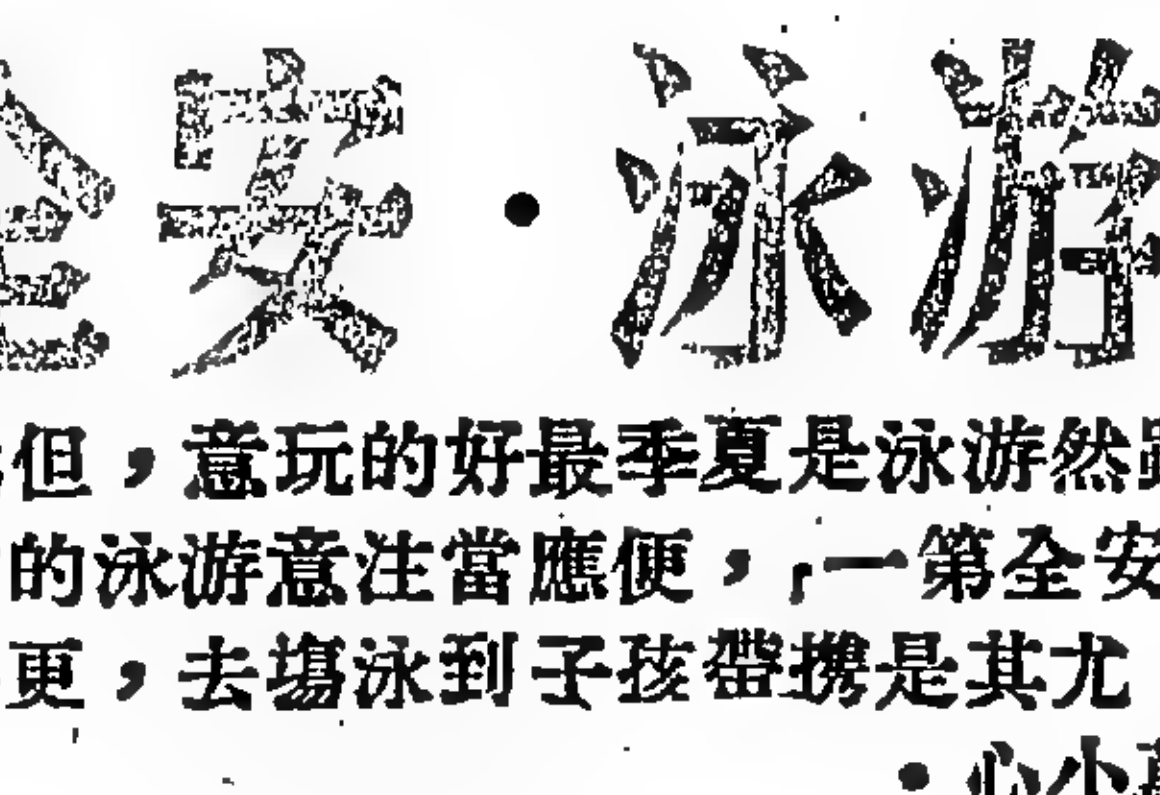 游泳·安全
然游泳是夏季最好的玩意，但
安全第一」，便應當注意游泳的
尤其是携帶孩子到泳塲去，更
小心·